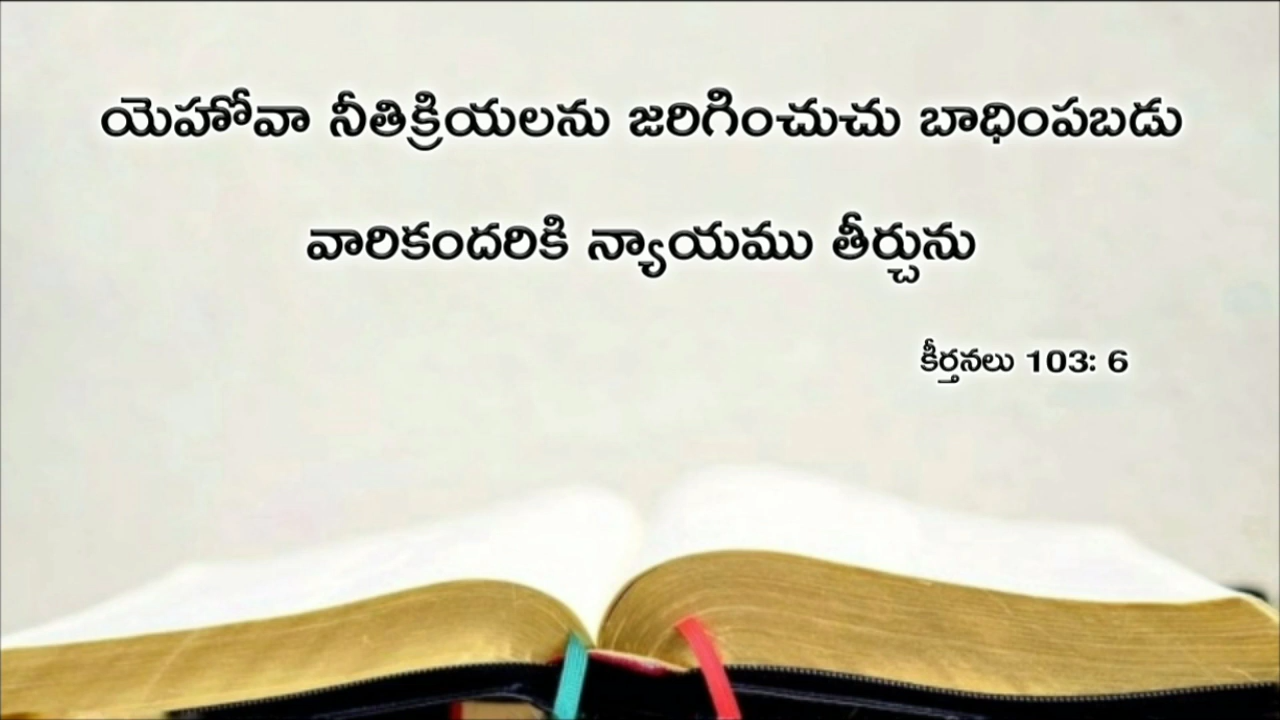 యెహోవా నీతిక్రియలను జరిగించుచు బాధింపబడు
వారికందరికి న్యాయము తీర్చును
కీర్తనలు 103: 6